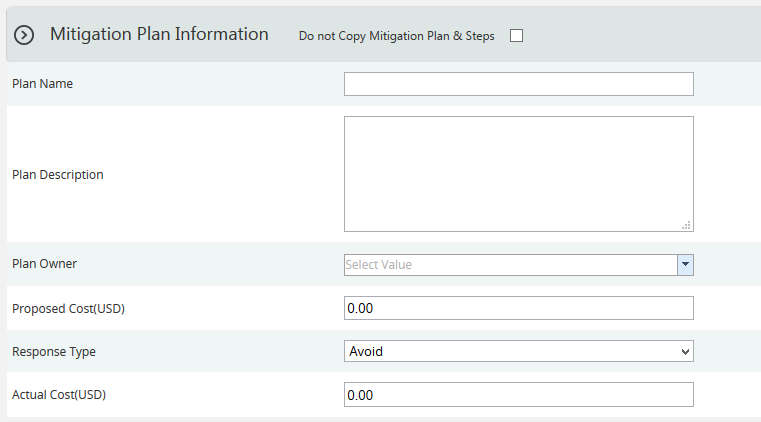 Mitigation Plan Information Do not Copy Mitigation Plan & Steps
Plan Name
Plan Description
Plan Owner Select Value
Proposed Cost(USD) 0.00
Response Type Avoid
Actual Cost(USD) 0.00